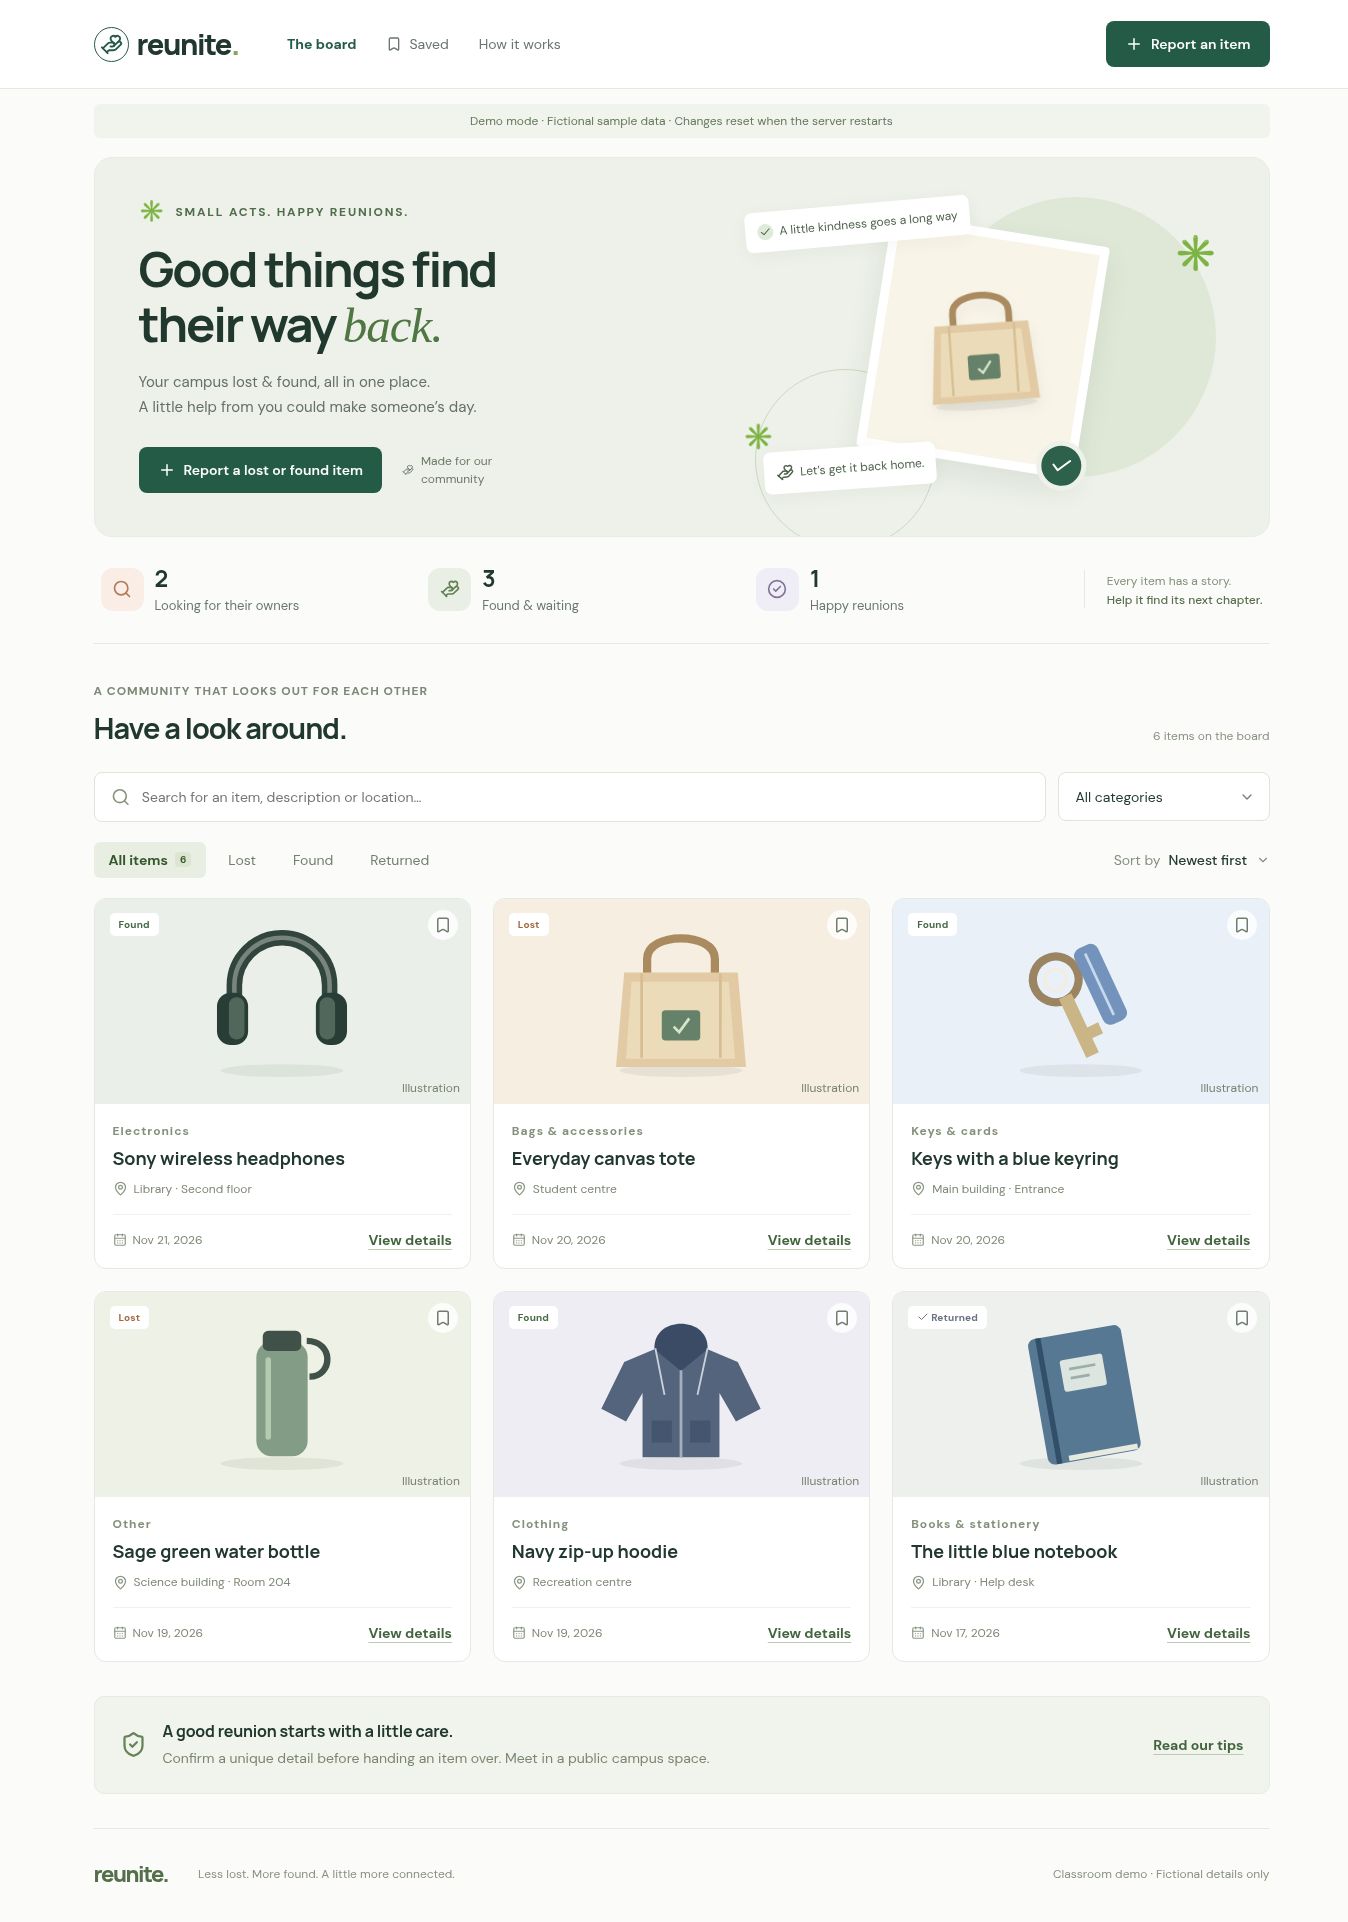 reunite.
The board
Saved
How it works
Report an item
Demo mode · Fictional sample data · Changes reset when the server restarts
SMALL ACTS. HAPPY REUNIONS.
Good things find
their way back.
Your campus lost & found, all in one place.
A little help from you could make someone’s day.
Report a lost or found item
Made for our
community
A little kindness goes a long way
Let's get it back home.
2
Looking for their owners
3
Found & waiting
1
Happy reunions
Every item has a story.
Help it find its next chapter.
A COMMUNITY THAT LOOKS OUT FOR EACH OTHER
Have a look around.
6 items on the board
Search for an item, description or location...
All categories
All items 6
Lost
Found
Returned
Sort by Newest first
Found
Illustration
Electronics
Sony wireless headphones
Library · Second floor
Nov 21, 2026
View details
Lost
Illustration
Bags & accessories
Everyday canvas tote
Student centre
Nov 20, 2026
View details
Found
Illustration
Keys & cards
Keys with a blue keyring
Main building · Entrance
Nov 20, 2026
View details
Lost
Illustration
Other
Sage green water bottle
Science building · Room 204
Nov 19, 2026
View details
Found
Illustration
Clothing
Navy zip-up hoodie
Recreation centre
Nov 19, 2026
View details
Returned
Illustration
Books & stationery
The little blue notebook
Library · Help desk
Nov 17, 2026
View details
A good reunion starts with a little care.
Confirm a unique detail before handing an item over. Meet in a public campus space.
Read our tips
reunite.
Less lost. More found. A little more connected.
Classroom demo · Fictional details only